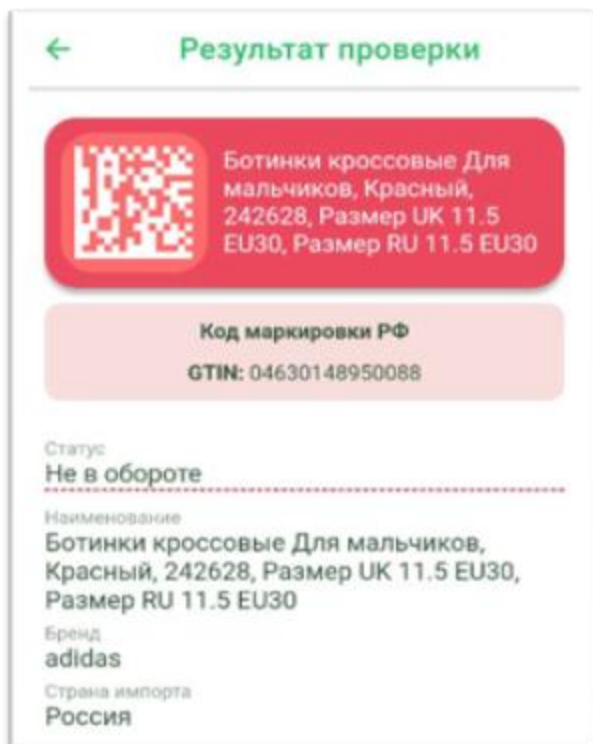 Результат проверки
Ботинки кроссовые Для
мальчиков, Красный,
242628, Размер UK 11.5
EU30, Размер RU 11.5 EU30
Код маркировки РФ
GTIN: 04630148950088
Статус
Не в обороте
Наименование
Ботинки кроссовые Для мальчиков,
Красный, 242628, Размер UK 11.5 EU30,
Размер RU 11.5 EU30
Бренд
adidas
Страна импорта
Россия